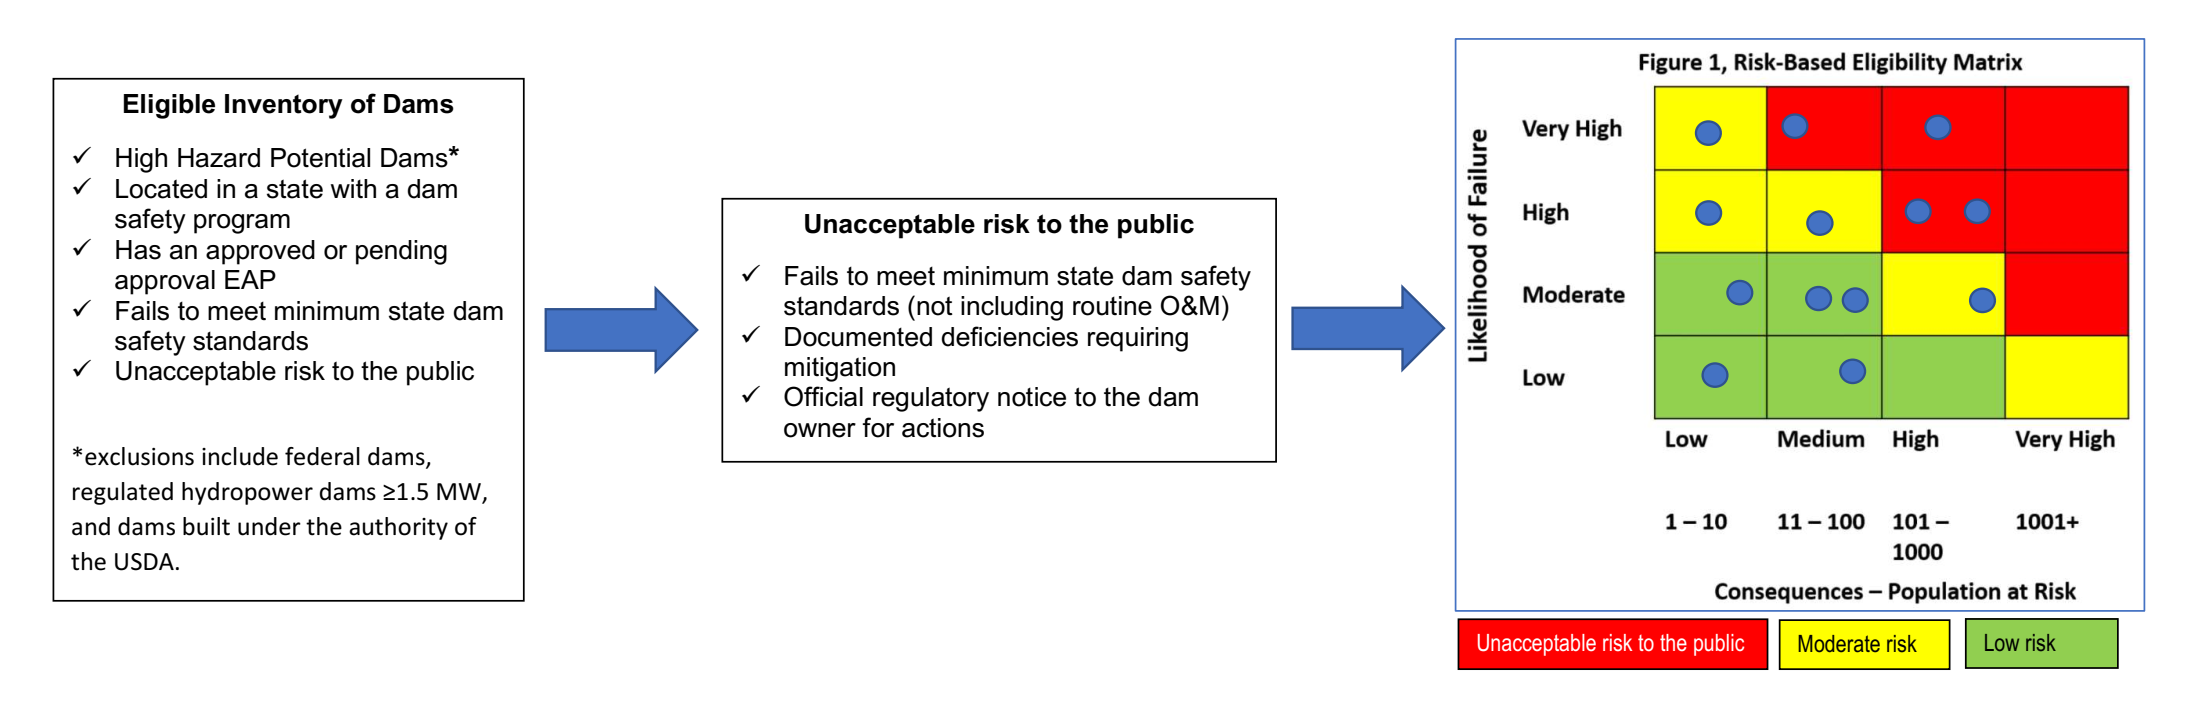 Eligible Inventory of Dams
✓ High Hazard Potential Dams*
✓ Located in a state with a dam
safety program
✓ Has an approved or pending
approval EAP
✓ Fails to meet minimum state dam
safety standards
✓ Unacceptable risk to the public
*exclusions include federal dams,
regulated hydropower dams ≥1.5 MW,
and dams built under the authority of
the USDA.
Unacceptable risk to the public
✓ Fails to meet minimum state dam safety
standards (not including routine O&M)
✓ Documented deficiencies requiring
mitigation
✓ Official regulatory notice to the dam
owner for actions
Figure 1, Risk-Based Eligibility Matrix
Likelihood of Failure
Very High
High
Moderate
Low
Low Medium High Very High
1 – 10 11 – 100 101 – 1001+
1000
Consequences – Population at Risk
Unacceptable risk to the public Moderate risk Low risk